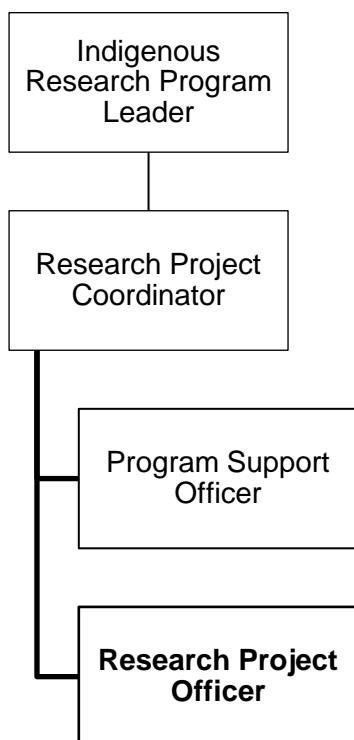 Indigenous
Research Program
Leader
Research Project
Coordinator
Program Support
Officer
Research Project
Officer